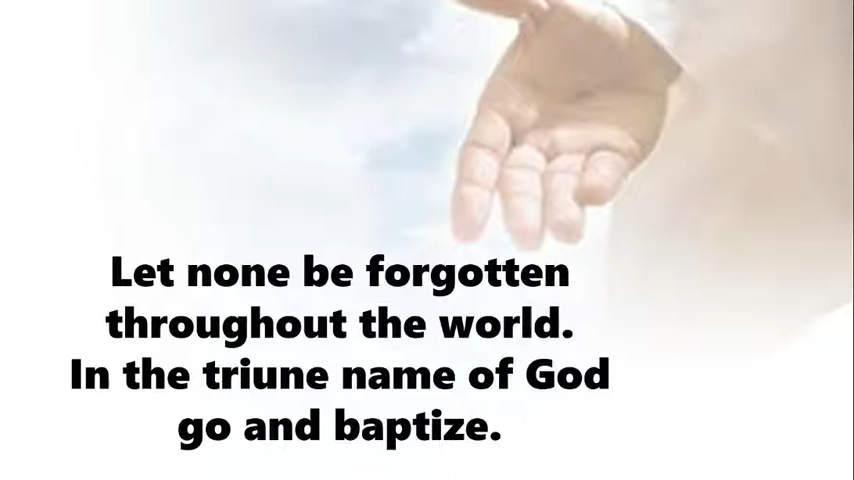 Let none be forgotten
throughout the world.
In the triune name of God
go and baptize.